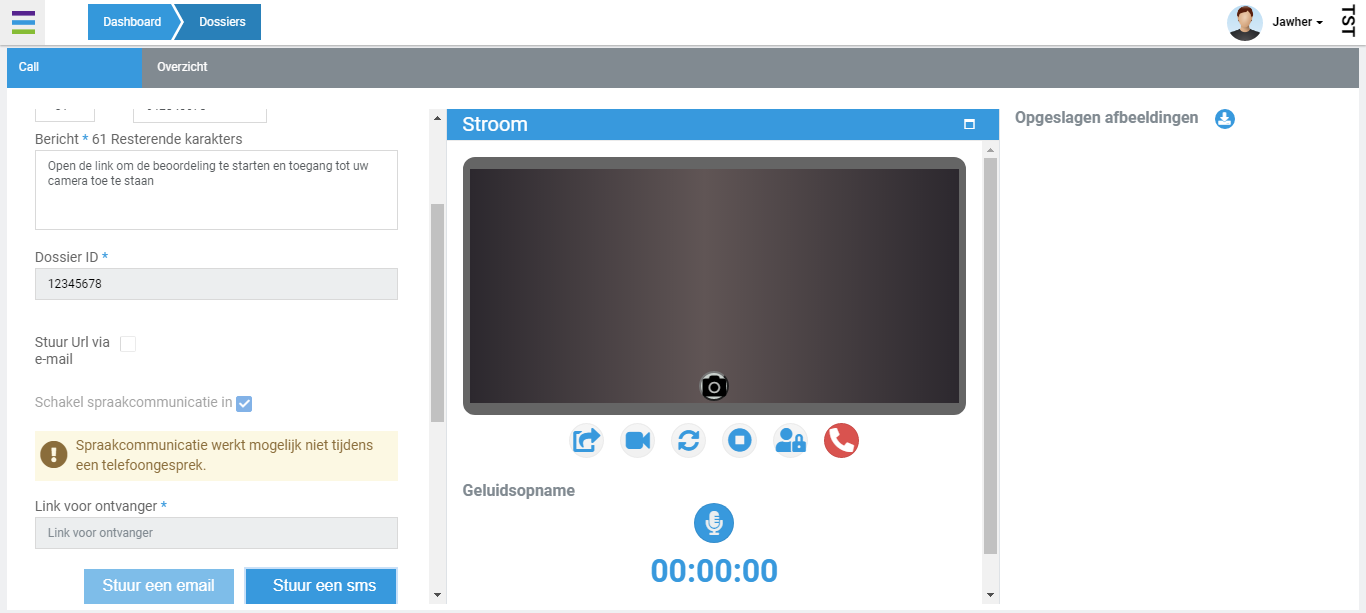 Dashboard
Dossiers
Jawher
TST
Call
Overzicht
Bericht * 61 Resterende karakters
Open de link om de beoordeling te starten en toegang tot uw
camera toe te staan
Dossier ID *
12345678
Stuur Url via
e-mail
Schakel spraakcommunicatie in
Spraakcommunicatie werkt mogelijk niet tijdens
een telefoongesprek.
Link voor ontvanger *
Link voor ontvanger
Stuur een email
Stuur een sms
Stroom
Geluidsopname
00:00:00
Opgeslagen afbeeldingen